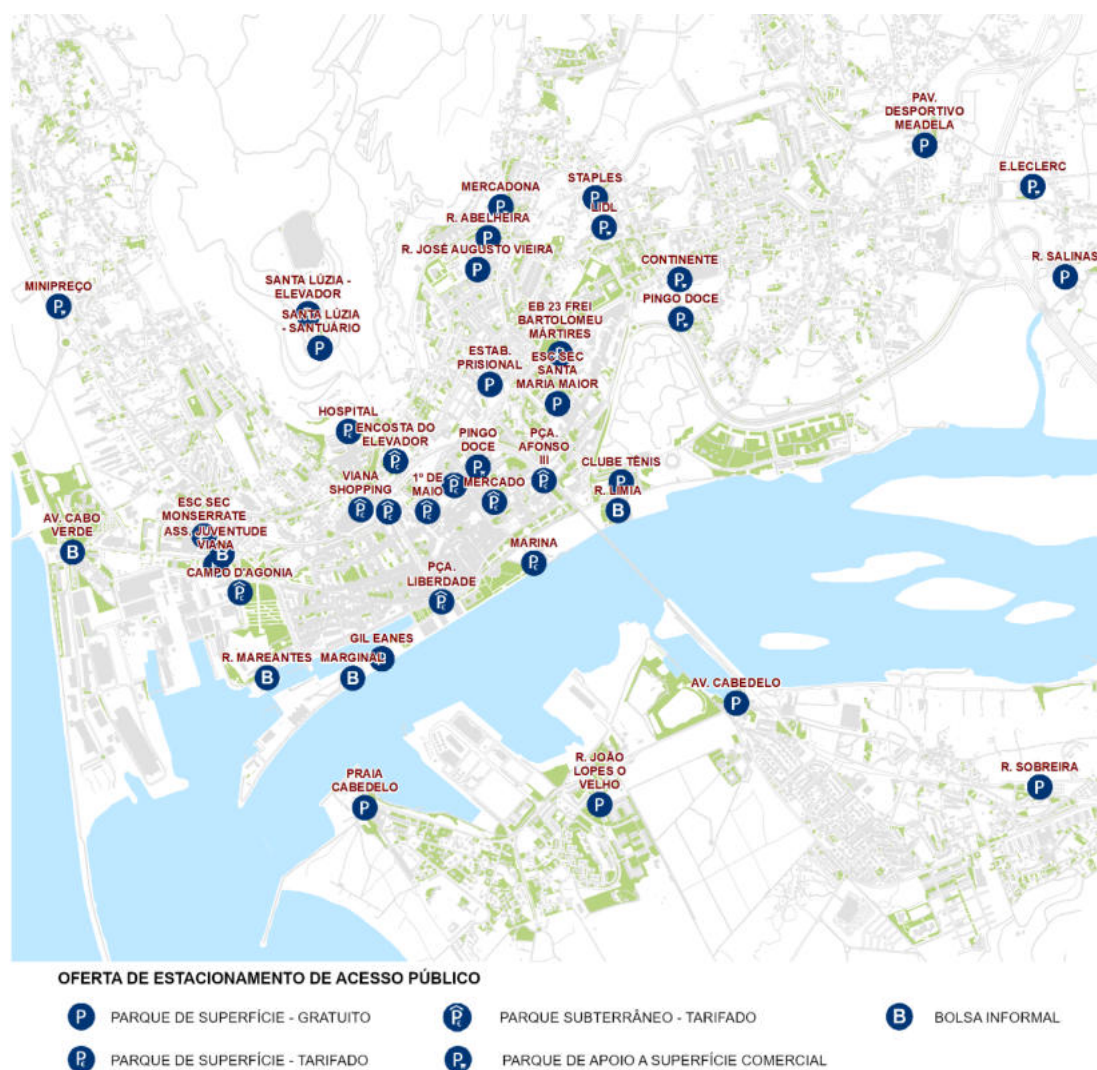 PAV.
DESPORTIVO
MEADELA
P
E.LECLERC
P
STAPLES
P
MERCADONA
P
LIDL
P
R. ABELHEIRA
P
R. JOSÉ AUGUSTO VIEIRA
P
CONTINENTE
P
R. SALINAS
P
MINIPREÇO
P
SANTA LÚZIA -
ELEVADOR
SANTA LÚZIA
- SANTUÁRIO
P
PINGO DOCE
P
EB 23 FREI
BARTOLOMEU
MÁRTIRES
P
ESTAB.
PRISIONAL
P
ESC SEC
SANTA
MARIA MAIOR
P
HOSPITAL
P€
ENCOSTA DO
ELEVADOR
P€
PINGO
DOCE
P
PÇA.
AFONSO
III
P€
CLUBE TÉNIS
P
R. LIMIA
B
VIANA
SHOPPING
P€
P€
1º DE
MAIO
P€
P€
MERCADO
P€
ESC SEC
MONSERRATE
AV. CABO
VERDE
B
ASS. JUVENTUDE
VIANA
B
CAMPO D'AGONIA
P€
MARINA
P€
PÇA.
LIBERDADE
P€
GIL EANES
P
R. MAREANTES
B
MARGINAL
B
AV. CABEDELO
P
PRAIA
CABEDELO
P
R. JOÃO
LOPES O
VELHO
P
R. SOBREIRA
P
OFERTA DE ESTACIONAMENTO DE ACESSO PÚBLICO
P PARQUE DE SUPERFÍCIE - GRATUITO
P€ PARQUE SUBTERRÂNEO - TARIFADO
B BOLSA INFORMAL
P€ PARQUE DE SUPERFÍCIE - TARIFADO
P PARQUE DE APOIO A SUPERFÍCIE COMERCIAL